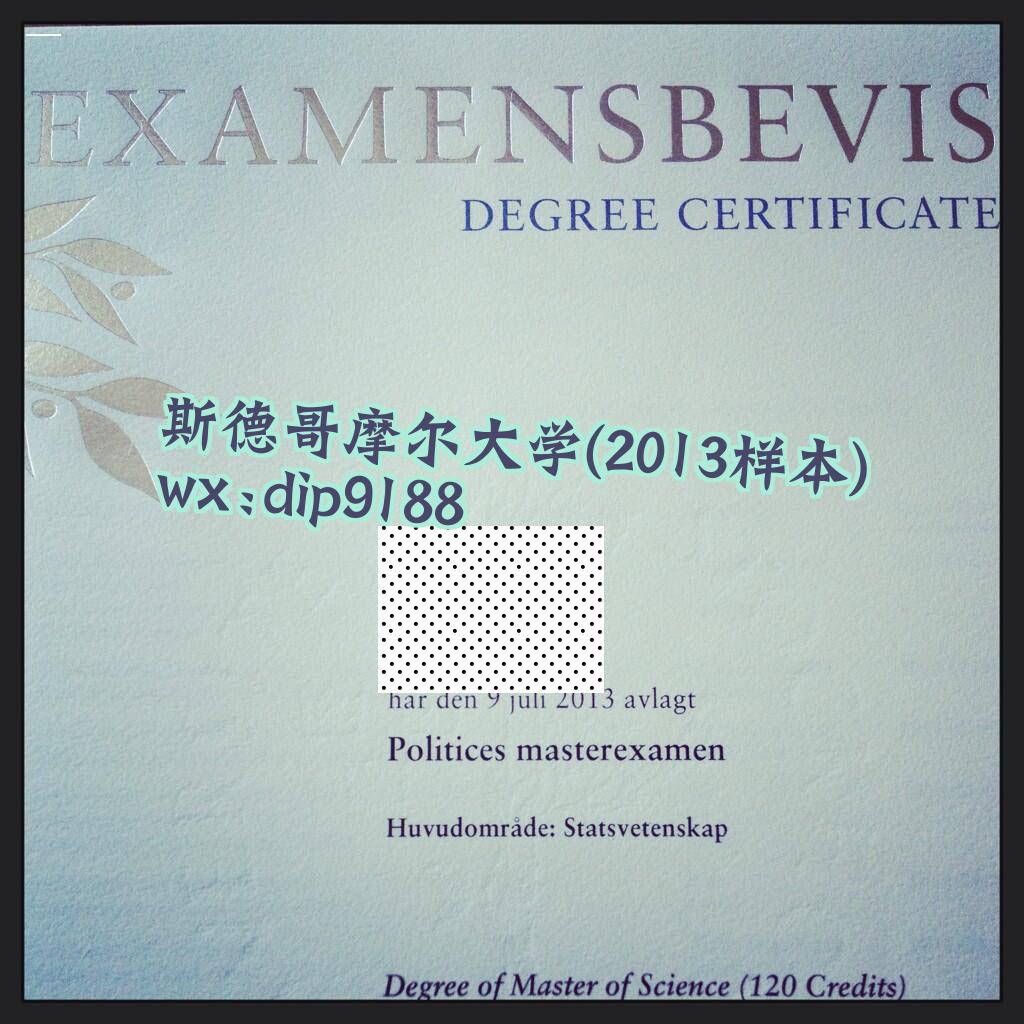 EXAMENSBEVIS
DEGREE CERTIFICATE
斯德哥摩尔大学(2013样本)
wx:dip9188
har den 9 juli 2013 avlagt
Politices masterexamen
Huvudområde: Statsvetenskap
Degree of Master of Science (120 Credits)